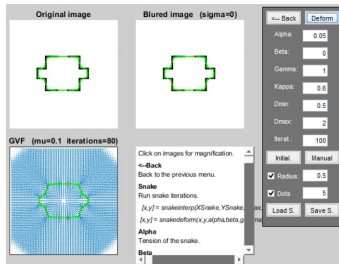 Original image
Blured image (sigma=0)
<-- Back
Deform
Alpha:
0.05
Beta:
0
Gamma:
1
Kappa:
0.6
Dmin:
0.5
Dmax:
2
Iterat.:
100
Initial.
Manual
Radius:
0.5
Dots
5
Load S.
Save S.
GVF (mu=0.1 iterations=80)
Click on images for magnification.
<--Back
Back to the previous menu.
Snake
Run snake iterations.
[x,y] = snakeinterp(XSnake,YSnake,
[x,y] = snakedeform(x,y,alpha,beta,
Alpha
Tension of the snake.
Beta